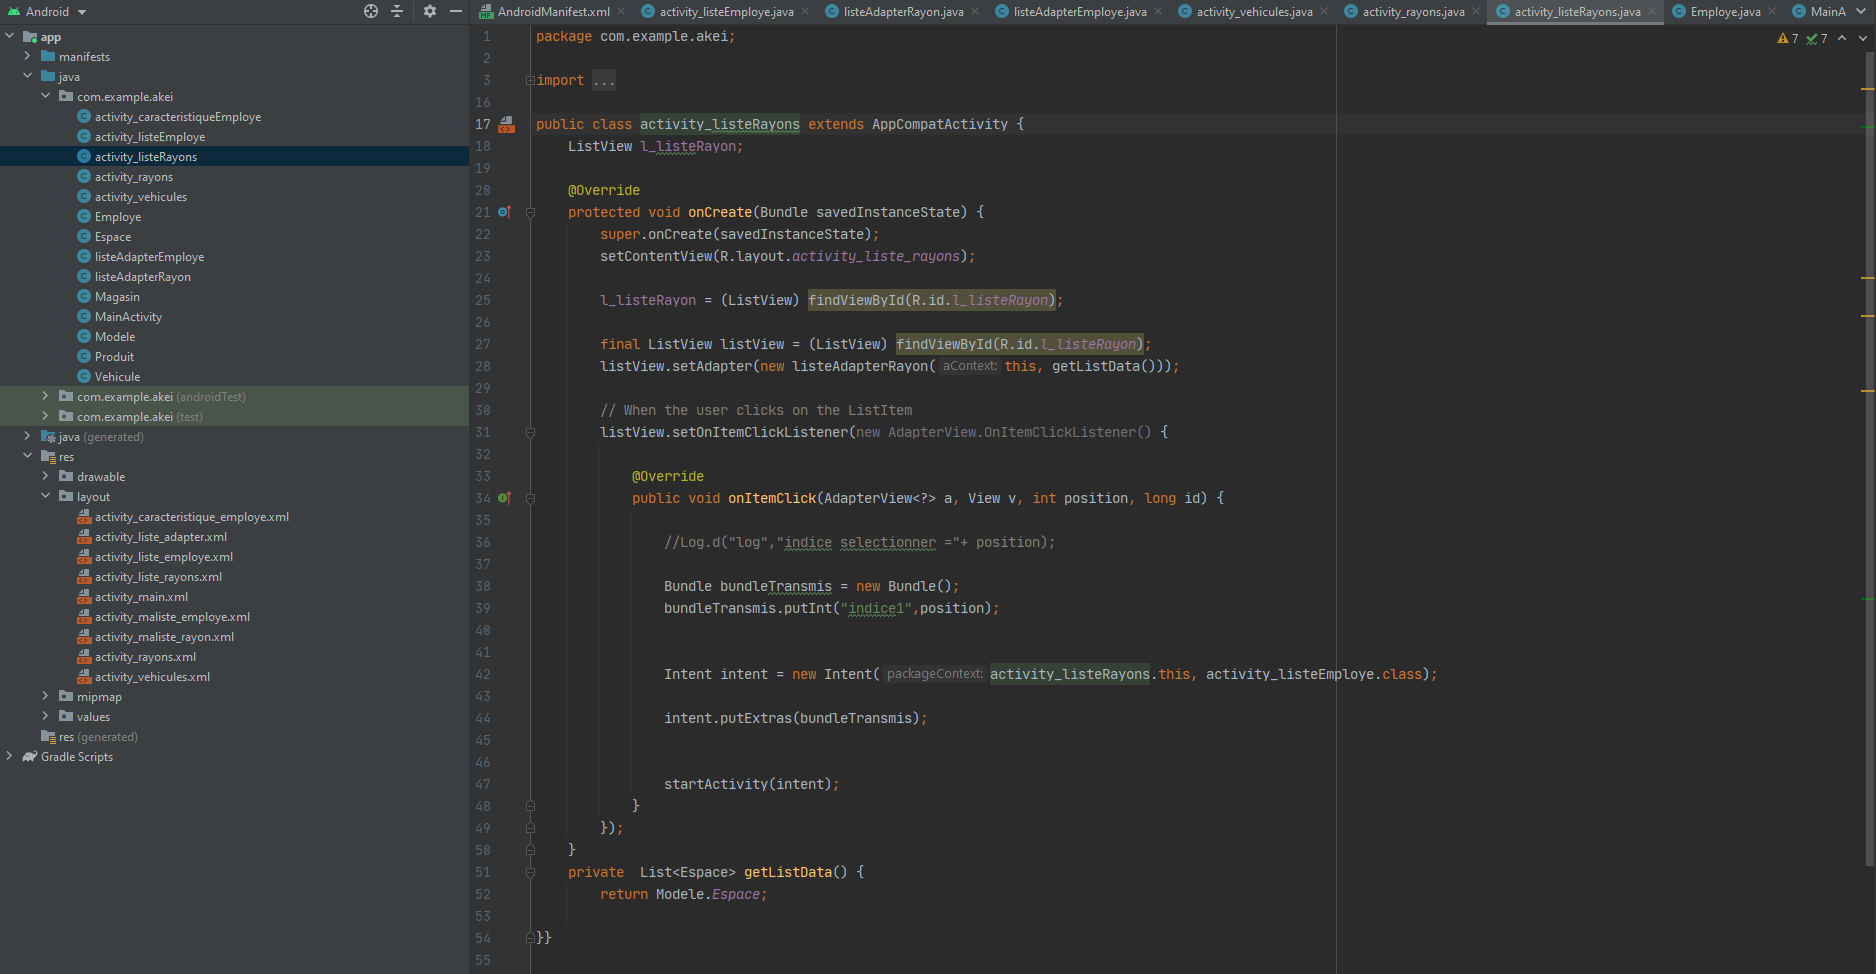 Android
app
manifests
java
com.example.akei
activity_caracteristiqueEmploye
activity_listeEmploye
activity_listeRayons
activity_rayons
activity_vehicules
Employe
Espace
listeAdapterEmploye
listeAdapterRayon
Magasin
MainActivity
Modele
Produit
Vehicule
com.example.akei (androidTest)
com.example.akei (test)
java (generated)
res
drawable
layout
activity_caracteristique_employe.xml
activity_liste_adapter.xml
activity_liste_employe.xml
activity_liste_rayons.xml
activity_main.xml
activity_maliste_employe.xml
activity_maliste_rayon.xml
activity_rayons.xml
activity_vehicules.xml
mipmap
values
res (generated)
Gradle Scripts
AndroidManifest.xml activity_listeEmploye.java listeAdapterRayon.java listeAdapterEmploye.java activity_vehicules.java activity_rayons.java activity_listeRayons.java Employe.java MainA
7 7
1 package com.example.akei;
2
3 import ...
16
17 public class activity_listeRayons extends AppCompatActivity {
18 ListView l_listeRayon;
19
20 @Override
21 protected void onCreate(Bundle savedInstanceState) {
22 super.onCreate(savedInstanceState);
23 setContentView(R.layout.activity_liste_rayons);
24
25 l_listeRayon = (ListView) findViewById(R.id.l_listeRayon);
26
27 final ListView listView = (ListView) findViewById(R.id.l_listeRayon);
28 listView.setAdapter(new listeAdapterRayon( aContext: this, getListData()));
29
30 // When the user clicks on the ListItem
31 listView.setOnItemClickListener(new AdapterView.OnItemClickListener() {
32
33 @Override
34 public void onItemClick(AdapterView<?> a, View v, int position, long id) {
35
36 //Log.d("log","indice selectionner ="+ position);
37
38 Bundle bundleTransmis = new Bundle();
39 bundleTransmis.putInt("indice1",position);
40
41
42 Intent intent = new Intent( packageContext: activity_listeRayons.this, activity_listeEmploye.class);
43
44 intent.putExtras(bundleTransmis);
45
46
47 startActivity(intent);
48 }
49 });
50 }
51 private  List<Espace> getListData() {
52 return Modele.Espace;
53
54 }}
55